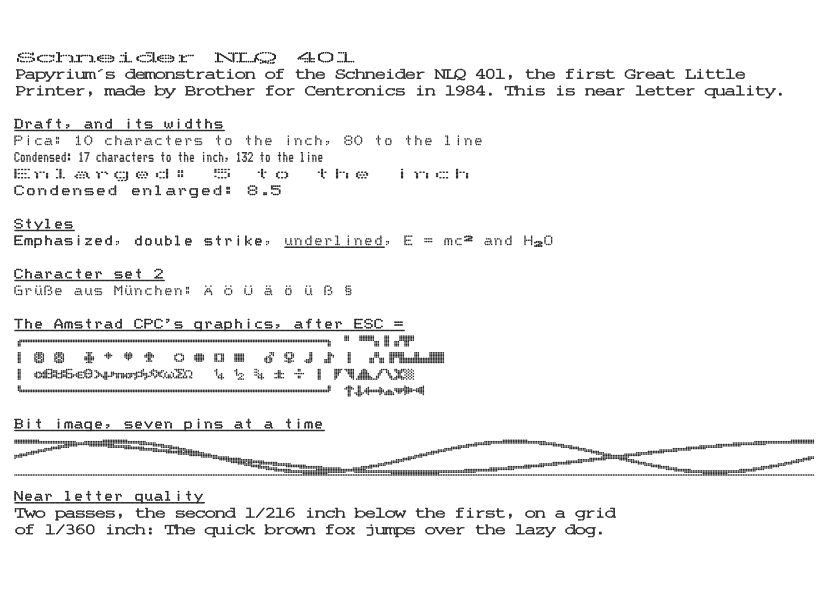 Schneider NLQ 401
Papyrium´s demonstration of the Schneider NLQ 401, the first Great Little
Printer, made by Brother for Centronics in 1984. This is near letter quality.
Draft, and its widths
Pica: 10 characters to the inch, 80 to the line
Condensed: 17 characters to the inch, 132 to the line
Enlarged: 5 to the inch
Condensed enlarged: 8.5
Styles
Emphasized, double strike, underlined, E = mc² and H₂O
Character set 2
Grüße aus München: Ä Ö Ü ä ö ü ß §
The Amstrad CPC's graphics, after ESC =
¼ ½ ¾ ± ÷
Bit image, seven pins at a time
Near letter quality
Two passes, the second 1/216 inch below the first, on a grid
of 1/360 inch: The quick brown fox jumps over the lazy dog.